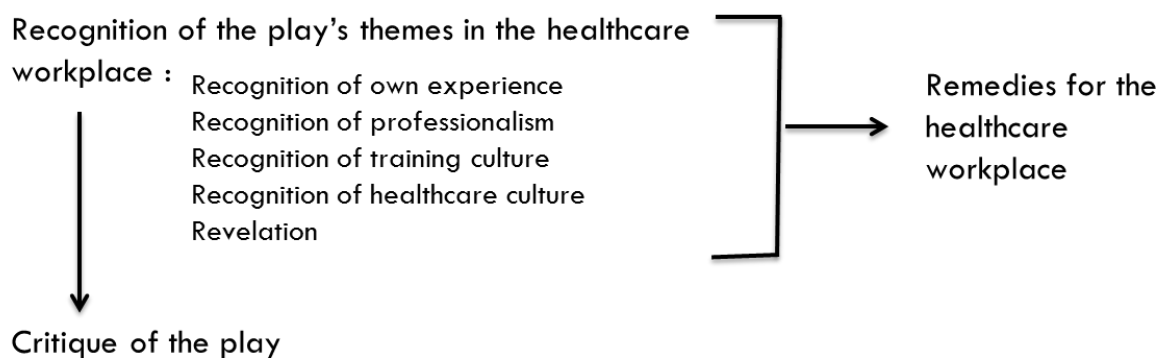 Recognition of the play's themes in the healthcare
workplace :
Recognition of own experience
Recognition of professionalism
Recognition of training culture
Recognition of healthcare culture
Revelation
Remedies for the
healthcare
workplace
Critique of the play